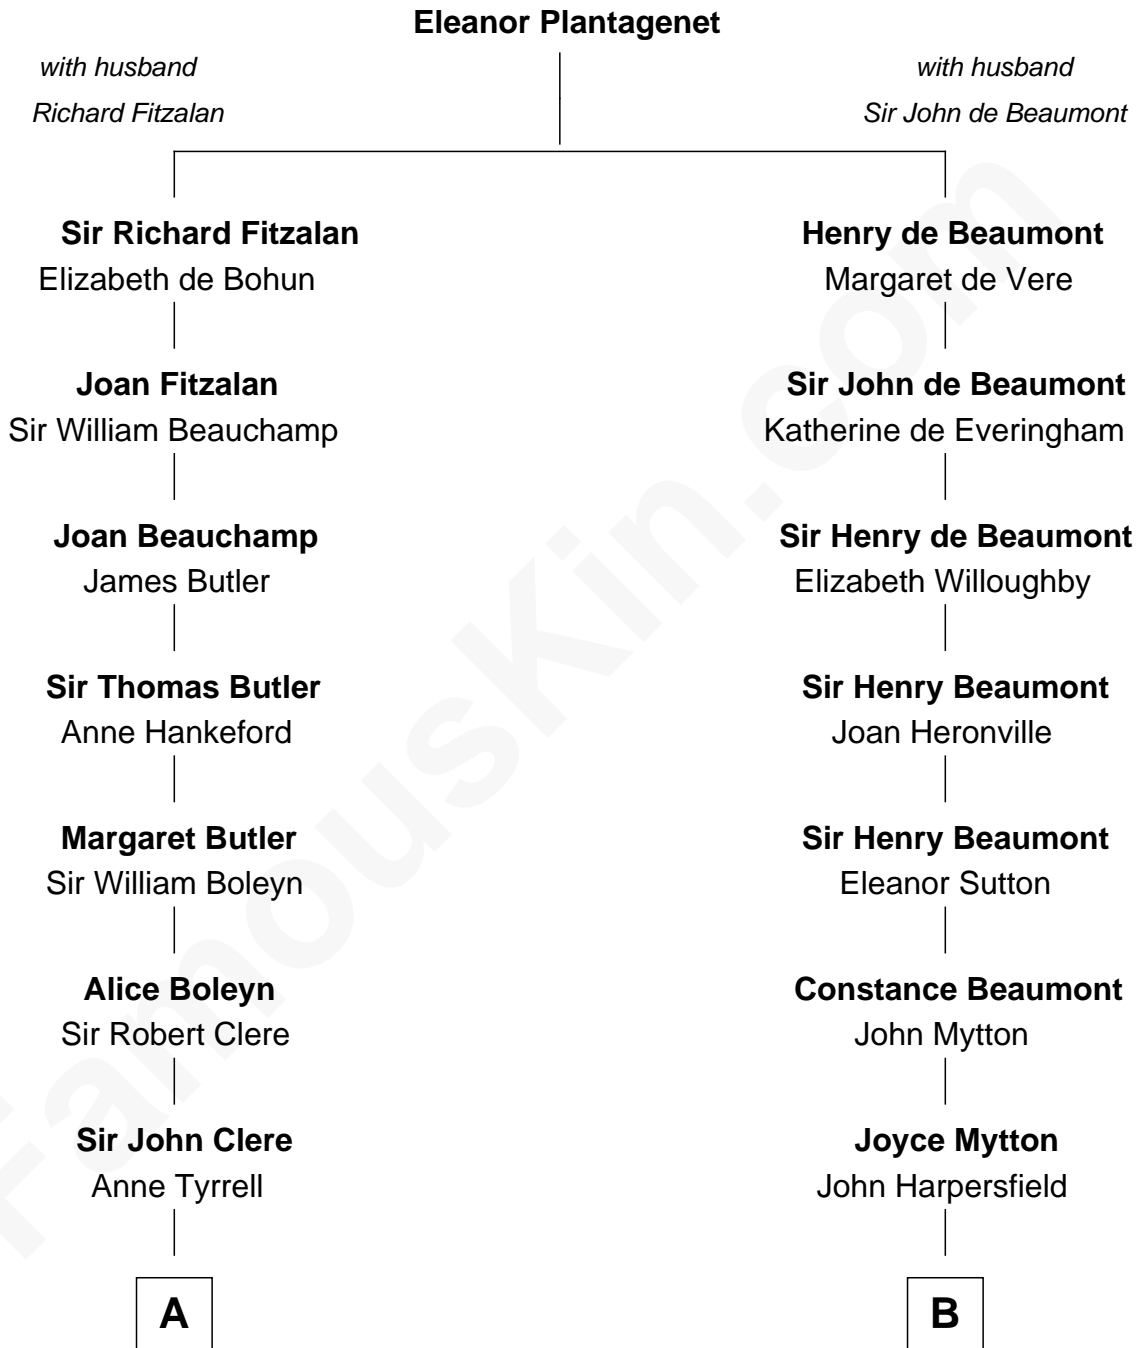 Eleanor Plantagenet
with husband
Richard Fitzalan
with husband
Sir John de Beaumont
Sir Richard Fitzalan
Elizabeth de Bohun
Henry de Beaumont
Margaret de Vere
Joan Fitzalan
Sir William Beauchamp
Sir John de Beaumont
Katherine de Everingham
Joan Beauchamp
James Butler
Sir Henry de Beaumont
Elizabeth Willoughby
Sir Thomas Butler
Anne Hankeford
Sir Henry Beaumont
Joan Heronville
Margaret Butler
Sir William Boleyn
Sir Henry Beaumont
Eleanor Sutton
Alice Boleyn
Sir Robert Clere
Constance Beaumont
John Mytton
Sir John Clere
Anne Tyrrell
Joyce Mytton
John Harpersfield
A
B
FamousKin.com